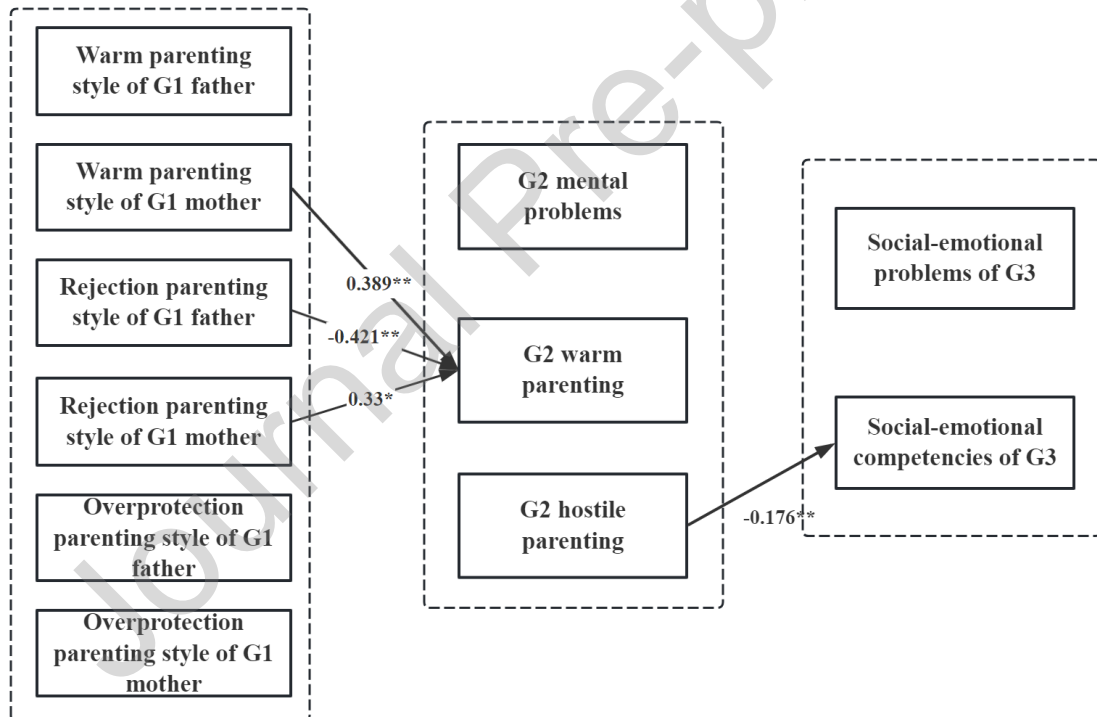 Warm parenting
style of G1 father
Warm parenting
style of G1 mother
Rejection parenting
style of G1 father
Rejection parenting
style of G1 mother
Overprotection
parenting style of G1
father
Overprotection
parenting style of G1
mother
0.389**
-0.421**
0.33*
G2 mental
problems
G2 warm
parenting
G2 hostile
parenting
-0.176**
Social-emotional
problems of G3
Social-emotional
competencies of G3
Journal Pre-p